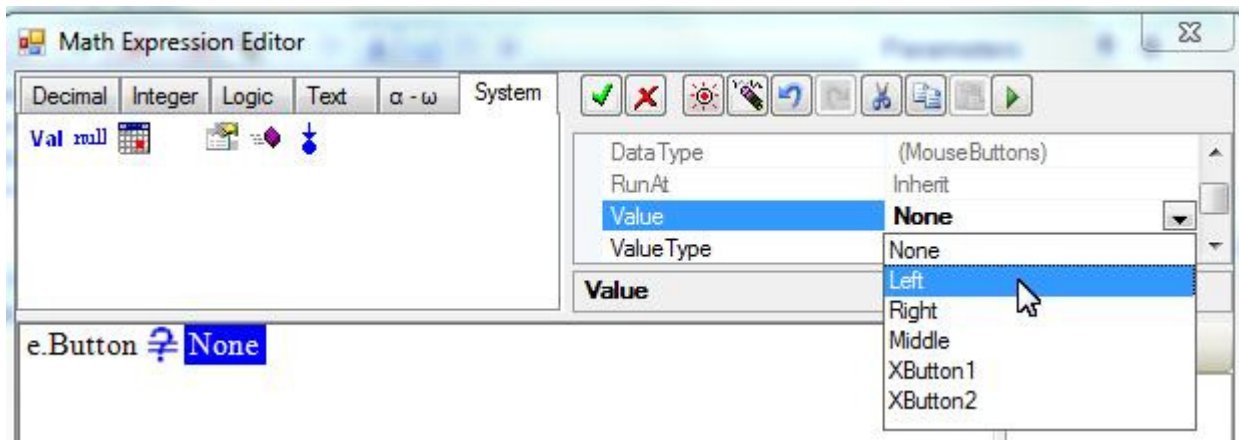 Math Expression Editor
Decimal Integer Logic Text α - ω System
Val null
DataType (MouseButtons)
RunAt Inherit
Value None
ValueType None
Left
Value
Right
Middle
XButton1
XButton2
e.Button ≟ None